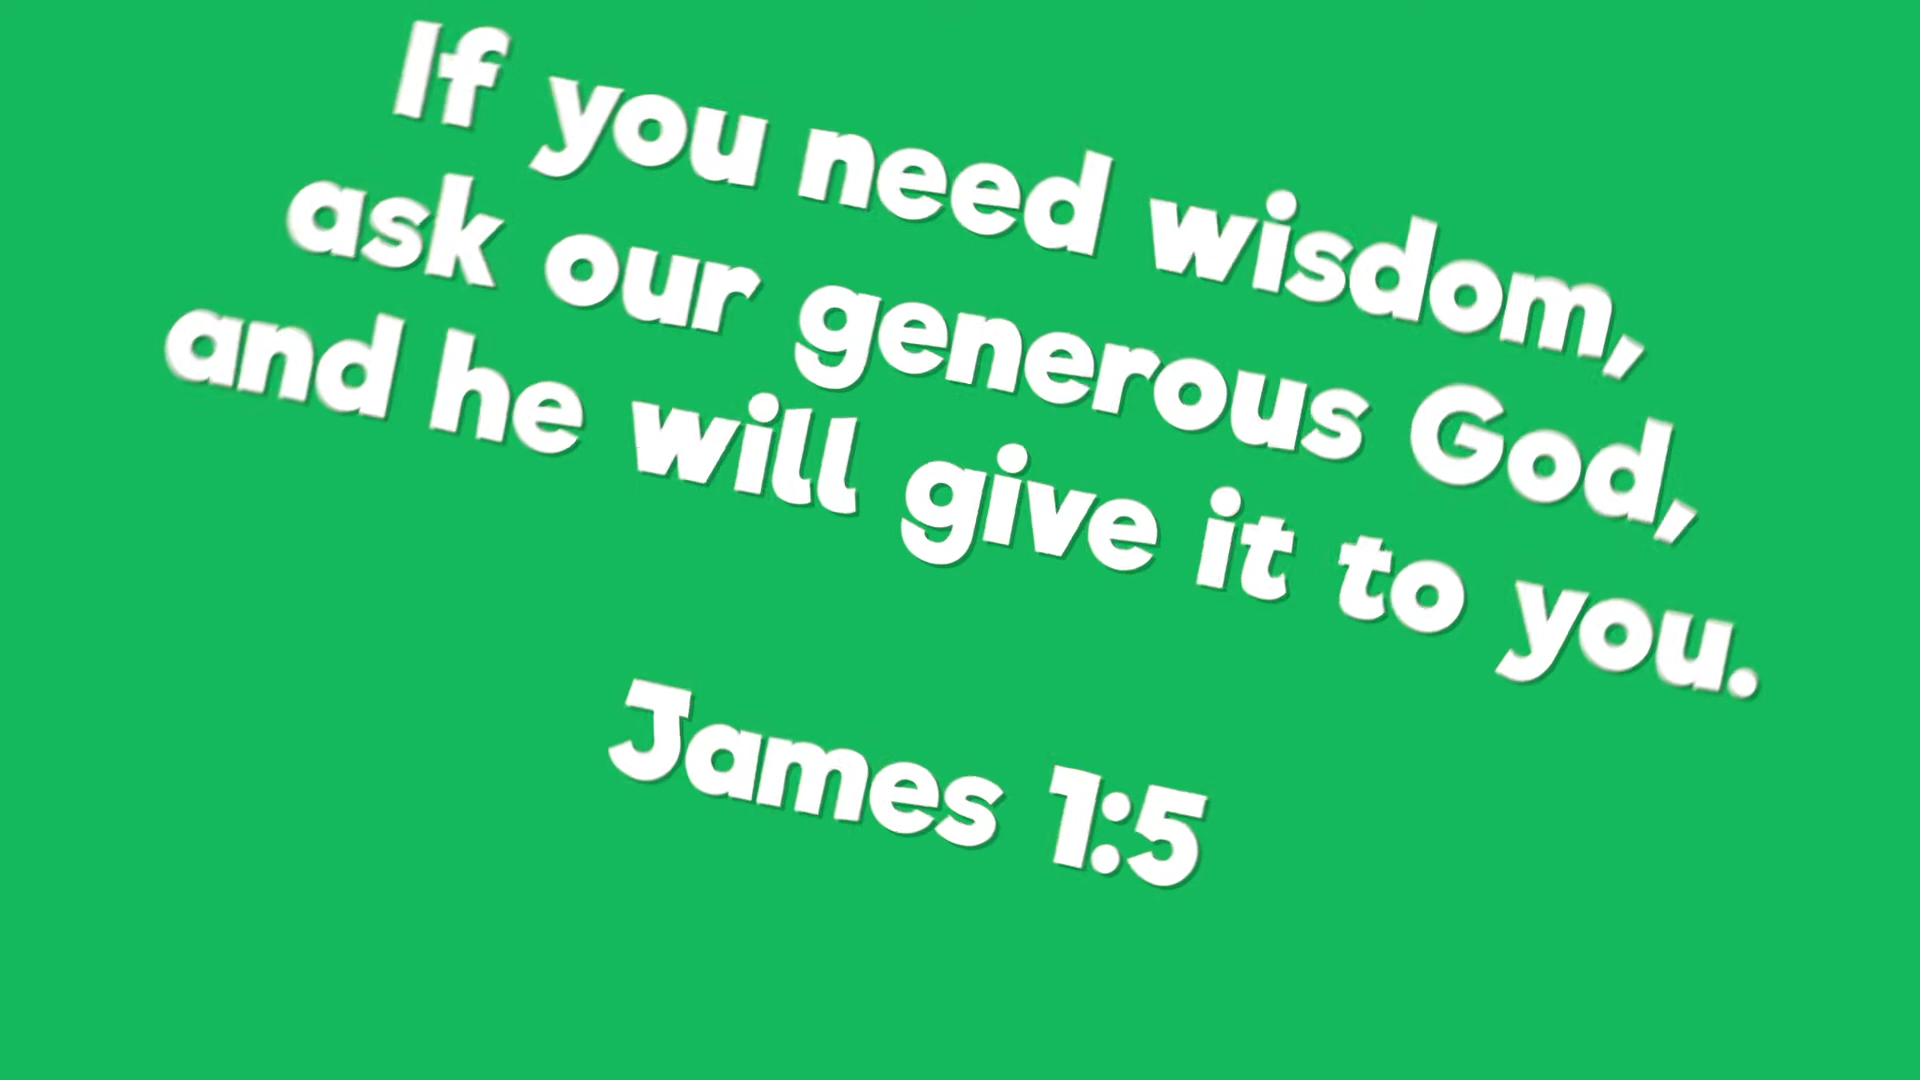 If you need wisdom,
ask our generous God,
and he will give it to you.
James 1:5